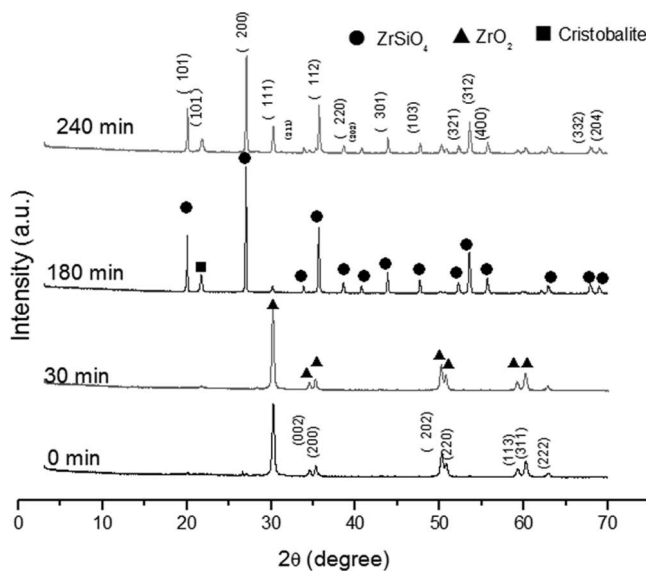 ZrSiO4 ZrO2 Cristobalite
( 101)
(101)
( 200)
( 111)
(211)
( 112)
( 220)
(202)
( 301)
(103)
(321)
(312)
(400)
(332)
(204)
240 min
180 min
30 min
0 min
(002)
(200)
( 202)
(220)
(113)
(311)
(222)
Intensity (a.u.)
0 10 20 30 40 50 60 70
2θ (degree)